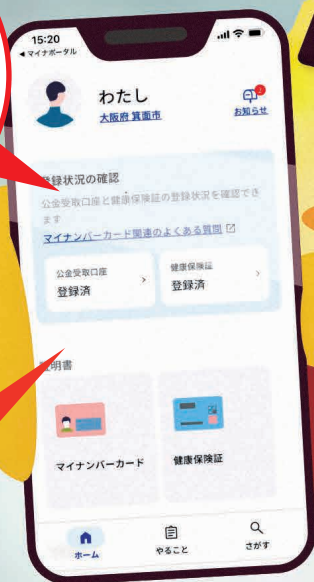 15:20
◀ マイナポータル
わたし
大阪府 箕面市
2
お知らせ
登録状況の確認
公金受取口座と健康保険証の登録状況を確認でき
ます
マイナンバーカード関連のよくある質問
公金受取口座
登録済
健康保険証
登録済
証明書
マイナンバーカード
健康保険証
ホーム
やること
さがす